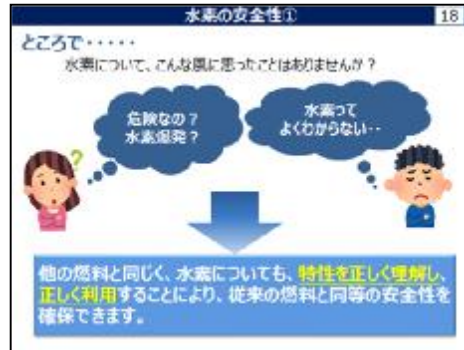 水素の安全性①
18
ところで・・・・・
水素について、こんな風に思ったことはありませんか？
危険なの？
水素爆発？
水素って
よくわからない・・
?
他の燃料と同じく、水素についても、特性を正しく理解し、
正しく利用することにより、従来の燃料と同等の安全性を
確保できます。